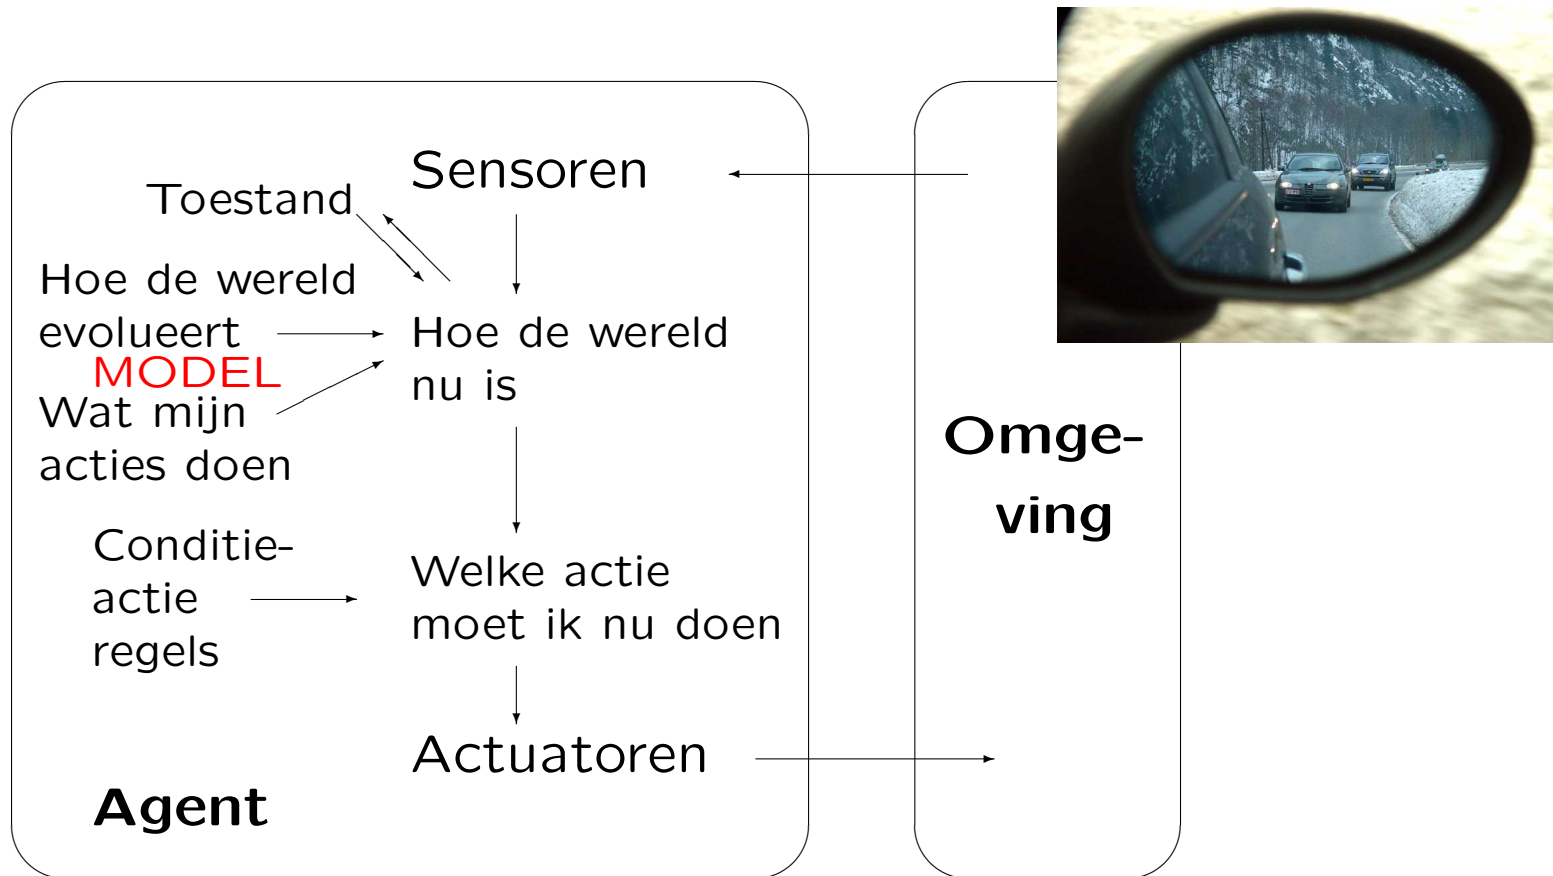 Sensoren
Toestand
Hoe de wereld
evolueert
MODEL
Wat mijn
acties doen
Hoe de wereld
nu is
Conditie-
actie
regels
Welke actie
moet ik nu doen
Actuatoren
Agent
Omge-
ving